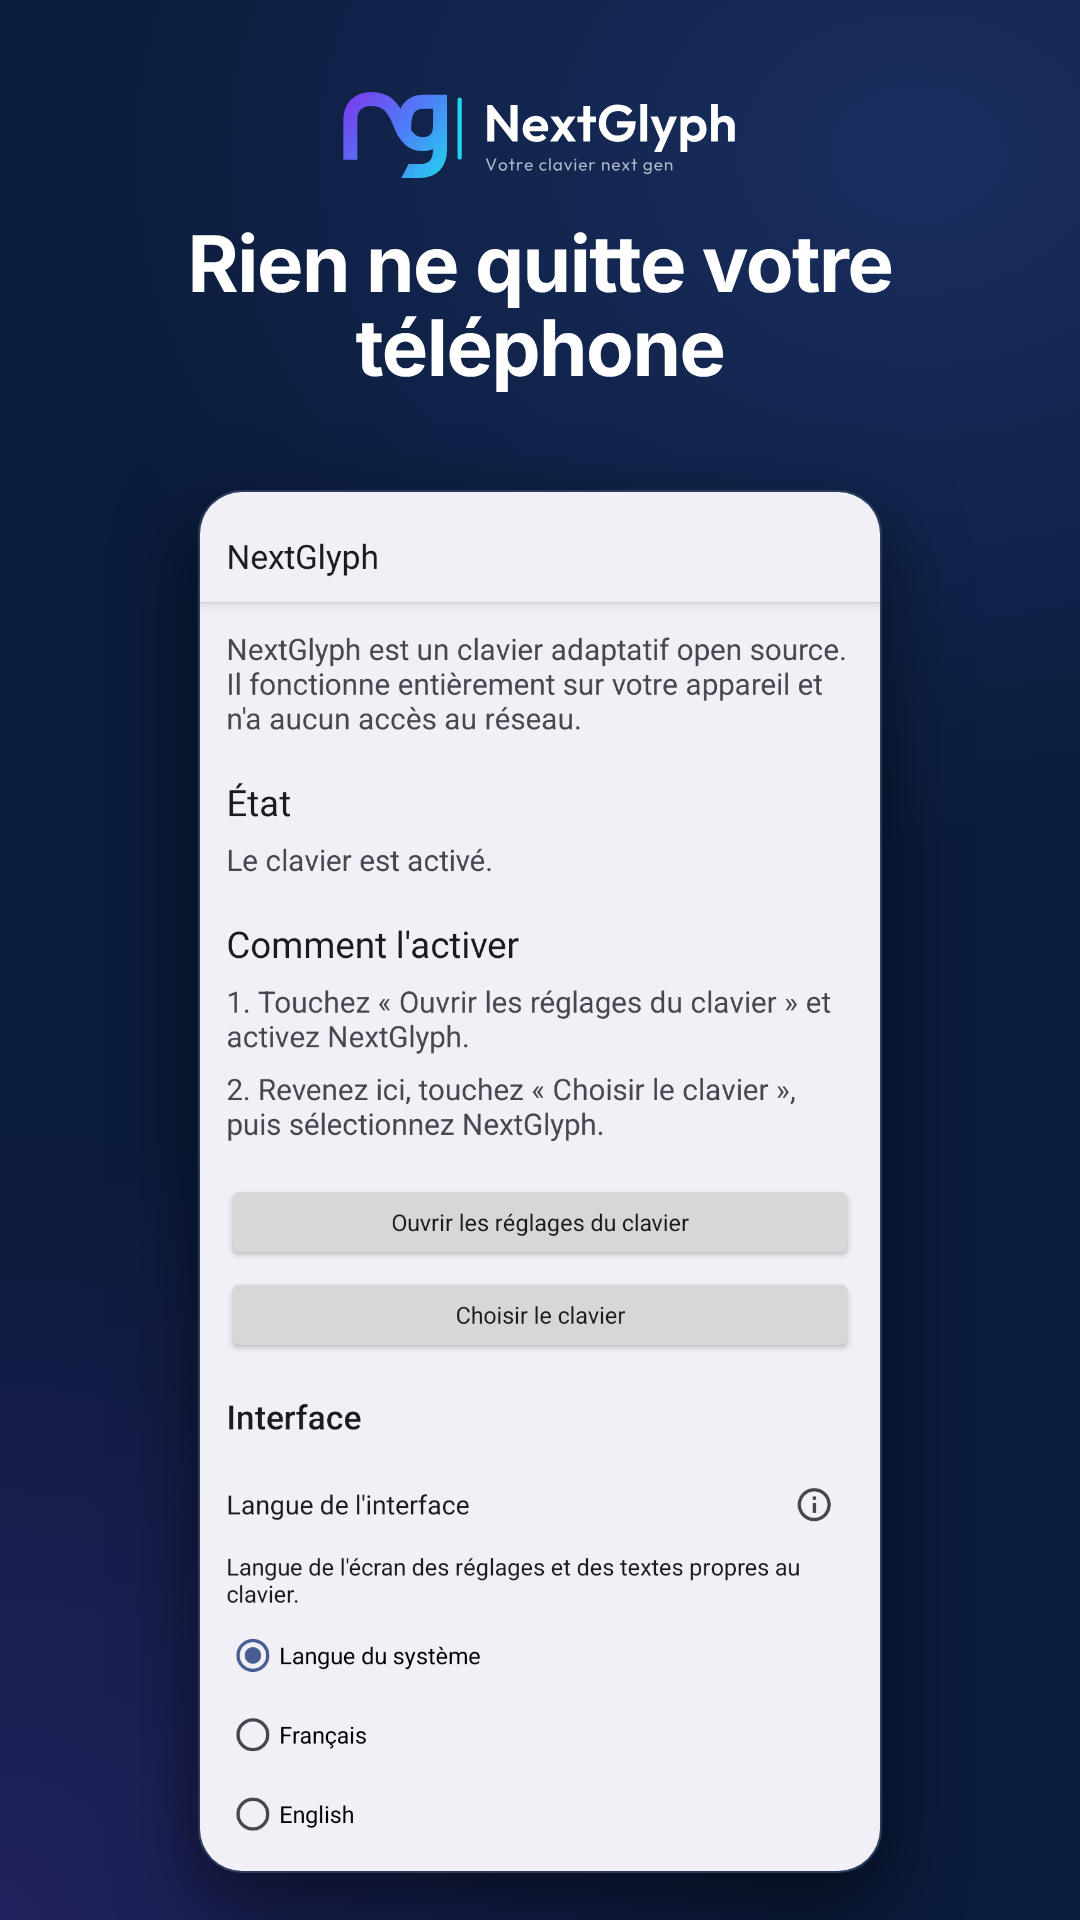 NextGlyph
Votre clavier next gen
Rien ne quitte votre
téléphone
NextGlyph
NextGlyph est un clavier adaptatif open source.
Il fonctionne entièrement sur votre appareil et
n'a aucun accès au réseau.
État
Le clavier est activé.
Comment l'activer
1. Touchez « Ouvrir les réglages du clavier » et
activez NextGlyph.
2. Revenez ici, touchez « Choisir le clavier »,
puis sélectionnez NextGlyph.
Ouvrir les réglages du clavier
Choisir le clavier
Interface
Langue de l'interface
Langue de l'écran des réglages et des textes propres au
clavier.
Langue du système
Français
English